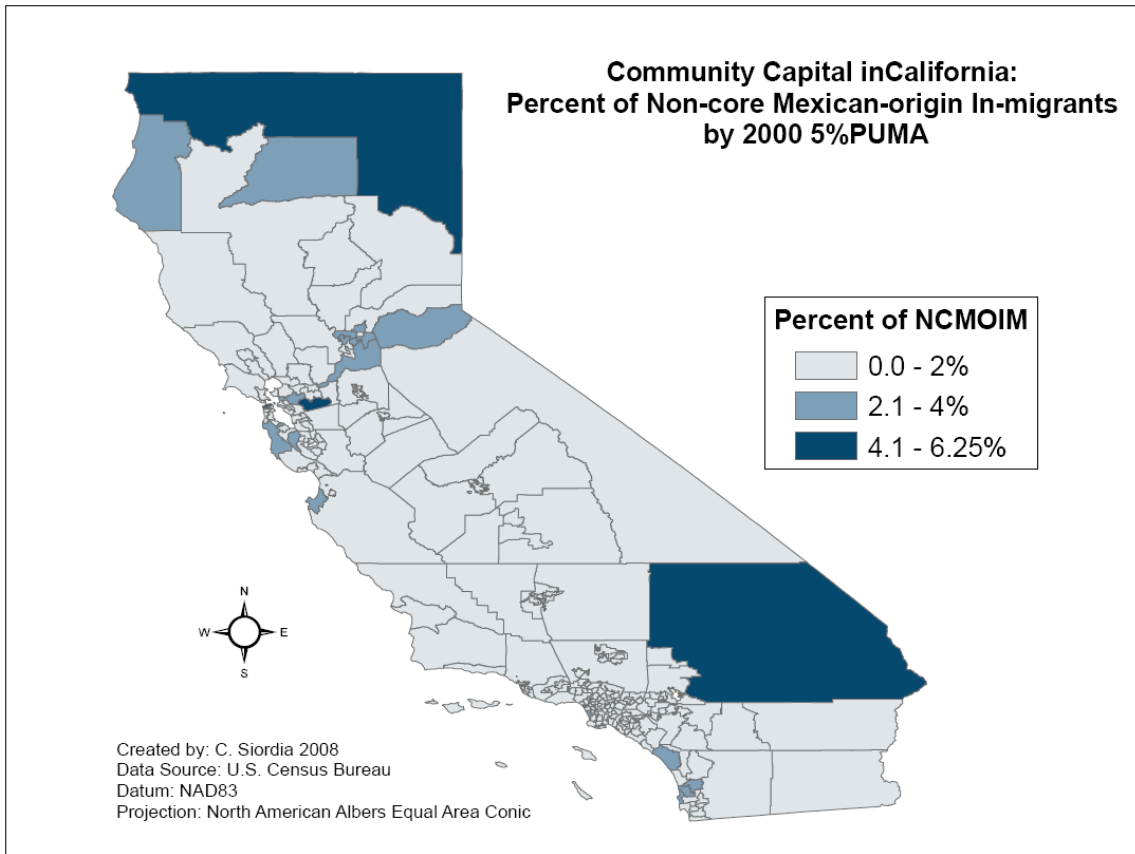 Community Capital inCalifornia:
Percent of Non-core Mexican-origin In-migrants
by 2000 5%PUMA
Percent of NCMOIM
0.0 - 2%
2.1 - 4%
4.1 - 6.25%
N
W
E
S
Created by: C. Siordia 2008
Data Source: U.S. Census Bureau
Datum: NAD83
Projection: North American Albers Equal Area Conic